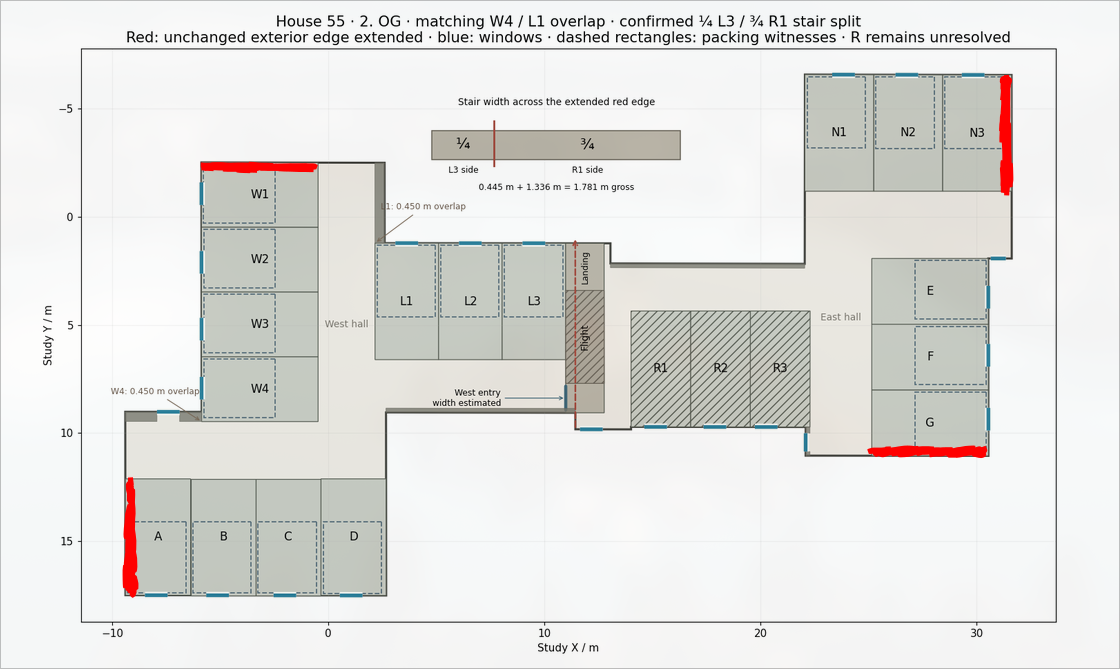 House 55 · 2. OG · matching W4 / L1 overlap · confirmed ¼ L3 / ¾ R1 stair split
Red: unchanged exterior edge extended · blue: windows · dashed rectangles: packing witnesses · R remains unresolved
Stair width across the extended red edge
¼ ¾
L3 side R1 side
0.445 m + 1.336 m = 1.781 m gross
N1 N2 N3
W1
L1: 0.450 m overlap
W2
Landing
E
L1 L2 L3
West hall
East hall
W3
Flight
F
R1 R2 R3
W4
W4: 0.450 m overlap
West entry
width estimated
G
A B C D
−5
0
5
10
15
Study Y / m
−10 0 10 20 30
Study X / m